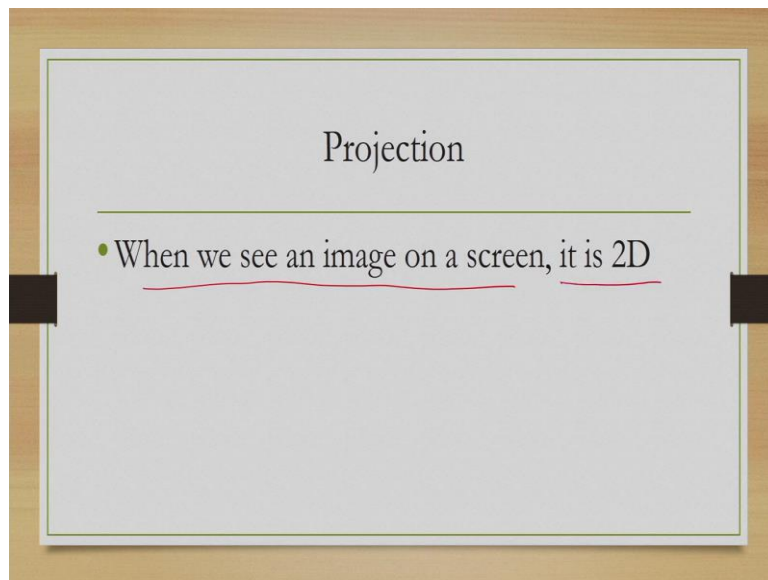 Projection
• When we see an image on a screen, it is 2D